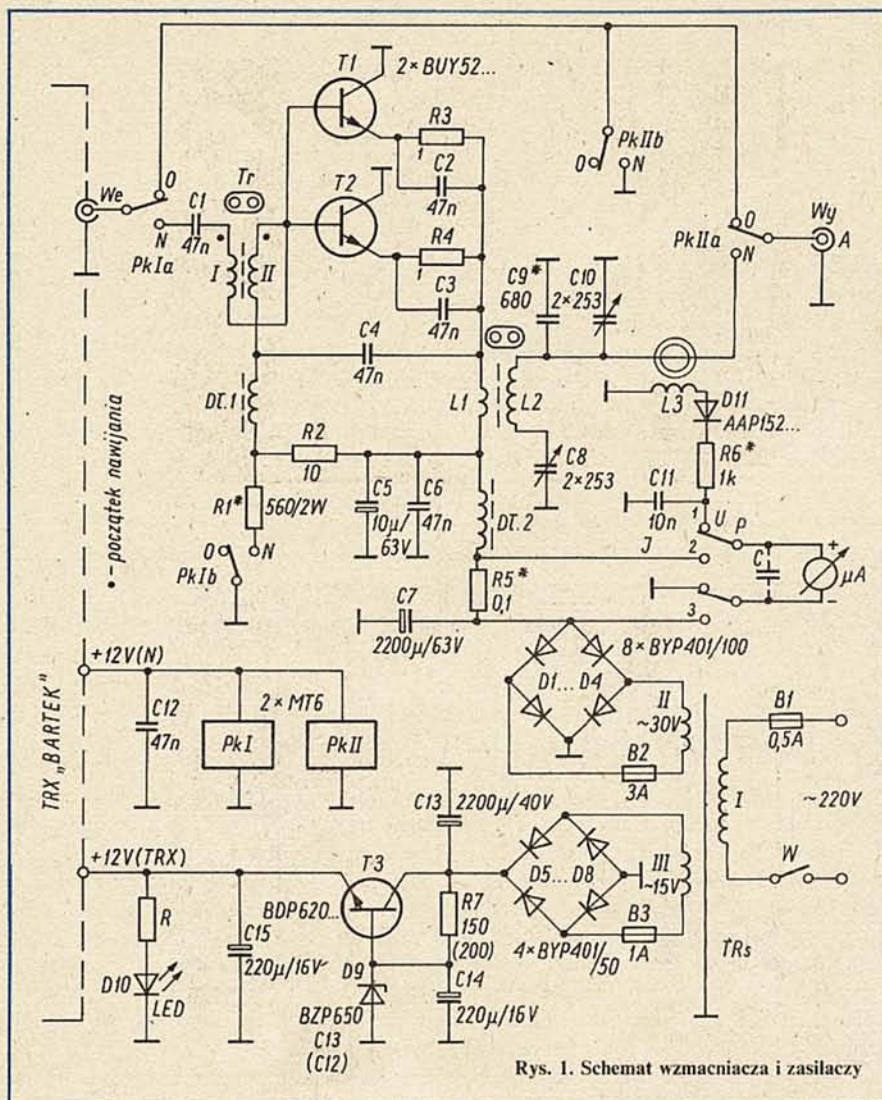 T1
2×BUY52...
R3
1
C2
47n
O
We
C1
47n
N
PkIa
Tr
I
II
T2
R4
1
C3
47n
PkIIb
O
N
O
PkIIa
N
Wy
A
C9*
680
C10
2×253
C4
47n
Dł.1
L1
L2
L3
D11
AAP152...
R6*
1k
C8
2×253
C11
10n
R2
10
C5
10μ/
63V
C6
47n
Dł.2
R1*
560/2W
O
N
PkIb
• – początek nawijania
1
U
P
J
2
3
C
+
μA
-
R5*
0,1
C7
2200μ/63V
8×BYP401/100
D1...D4
II
~30V
B2
3A
B1
0,5A
I
~220V
W
TRs
TRX „BARTEK”
+12V(N)
C12
47n
2×MT6
PkI
PkII
C13
2200μ/40V
+12V(TRX)
T3
BDP620...
R
D10
LED
C15
220μ/16V
D9
BZP650
C13
(C12)
R7
150
(200)
C14
220μ/16V
D5...D8
4×BYP401/
50
III
~15V
B3
1A
Rys. 1. Schemat wzmacniacza i zasilaczy